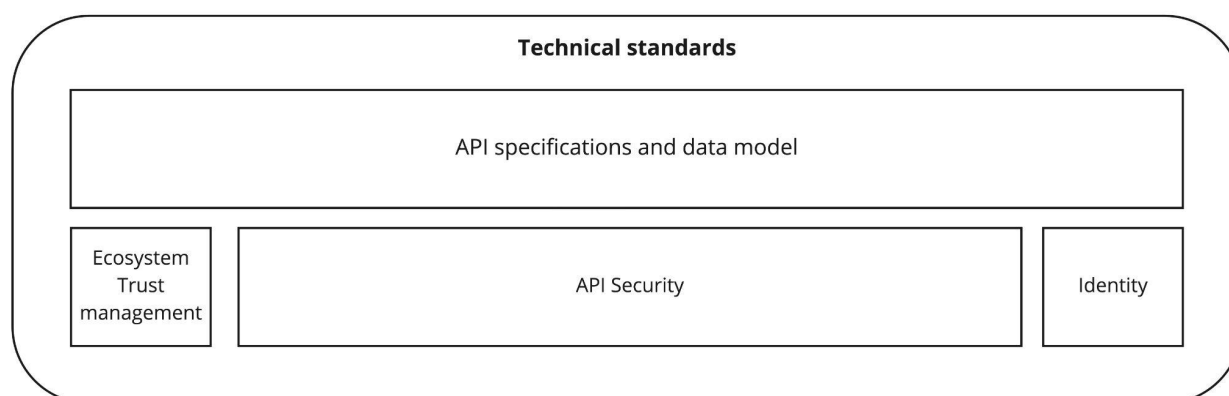 Technical standards
API specifications and data model
Ecosystem
Trust
management
API Security
Identity